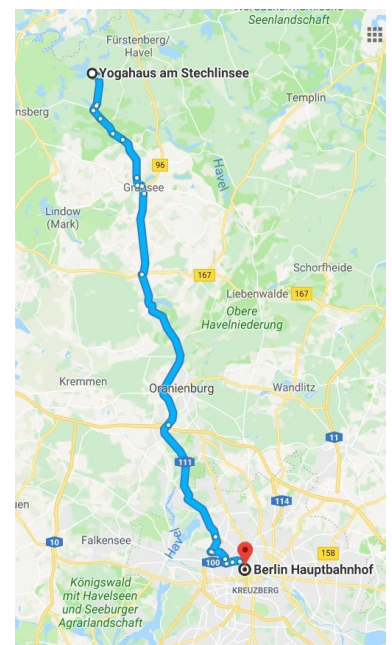 Seenlandschaft
Fürstenberg/
Havel
Yogahaus am Stechlinsee
nsberg
Templin
96
Havel
Gransee
Lindow
(Mark)
167
Schorfheide
Liebenwalde
167
Obere
Havelniederung
Kremmen
Oranienburg
Wandlitz
11
111
114
uen
10
Falkensee
Havel
158
100
Berlin Hauptbahnhof
Königswald
mit Havelseen
und Seeburger
Agrarlandschaft
KREUZBERG